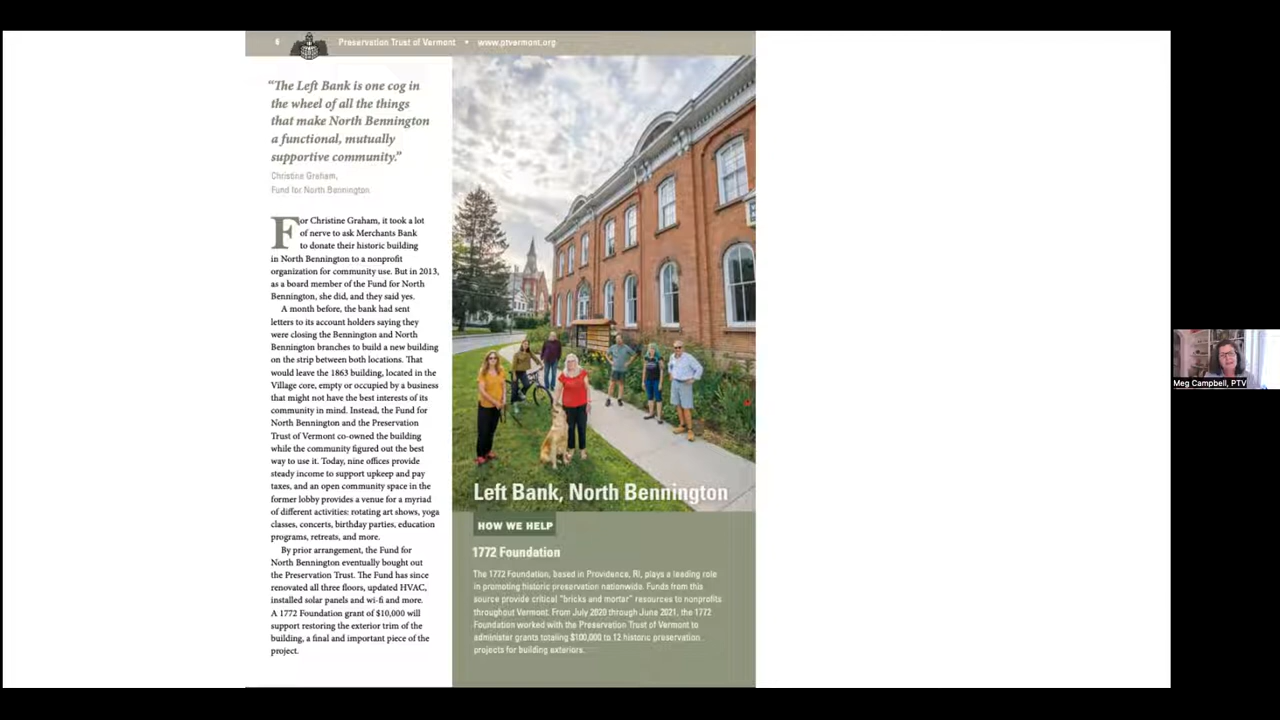 6 Preservation Trust of Vermont • www.ptvermont.org
“The Left Bank is one cog in
the wheel of all the things
that make North Bennington
a functional, mutually
supportive community.”
Christine Graham,
Fund for North Bennington
For Christine Graham, it took a lot
of nerve to ask Merchants Bank
to donate their historic building
in North Bennington to a nonprofit
organization for community use. But in 2013,
as a board member of the Fund for North
Bennington, she did, and they said yes.
A month before, the bank had sent
letters to its account holders saying they
were closing the Bennington and North
Bennington branches to build a new building
on the strip between both locations. That
would leave the 1863 building, located in the
Village core, empty or occupied by a business
that might not have the best interests of its
community in mind. Instead, the Fund for
North Bennington and the Preservation
Trust of Vermont co-owned the building
while the community figured out the best
way to use it. Today, nine offices provide
steady income to support upkeep and pay
taxes, and an open community space in the
former lobby provides a venue for a myriad
of different activities: rotating art shows, yoga
classes, concerts, birthday parties, education
programs, retreats, and more.
By prior arrangement, the Fund for
North Bennington eventually bought out
the Preservation Trust. The Fund has since
renovated all three floors, updated HVAC,
installed solar panels and wi-fi and more.
A 1772 Foundation grant of $10,000 will
support restoring the exterior trim of the
building, a final and important piece of the
project.
Left Bank, North Bennington
HOW WE HELP
1772 Foundation
The 1772 Foundation, based in Providence, RI, plays a leading role
in promoting historic preservation nationwide. Funds from this
source provide critical “bricks and mortar” resources to nonprofits
throughout Vermont. From July 2020 through June 2021, the 1772
Foundation worked with the Preservation Trust of Vermont to
administer grants totaling $100,000 to 12 historic preservation
projects for building exteriors.
Meg Campbell, PTV